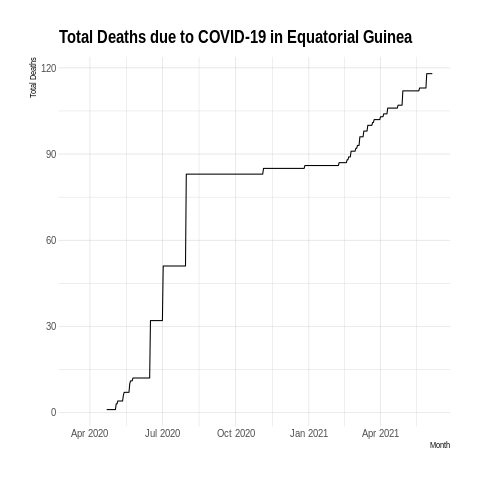 Total Deaths due to COVID-19 in Equatorial Guinea
Total Deaths
120
90
60
30
0
Apr 2020 Jul 2020 Oct 2020 Jan 2021 Apr 2021
Month